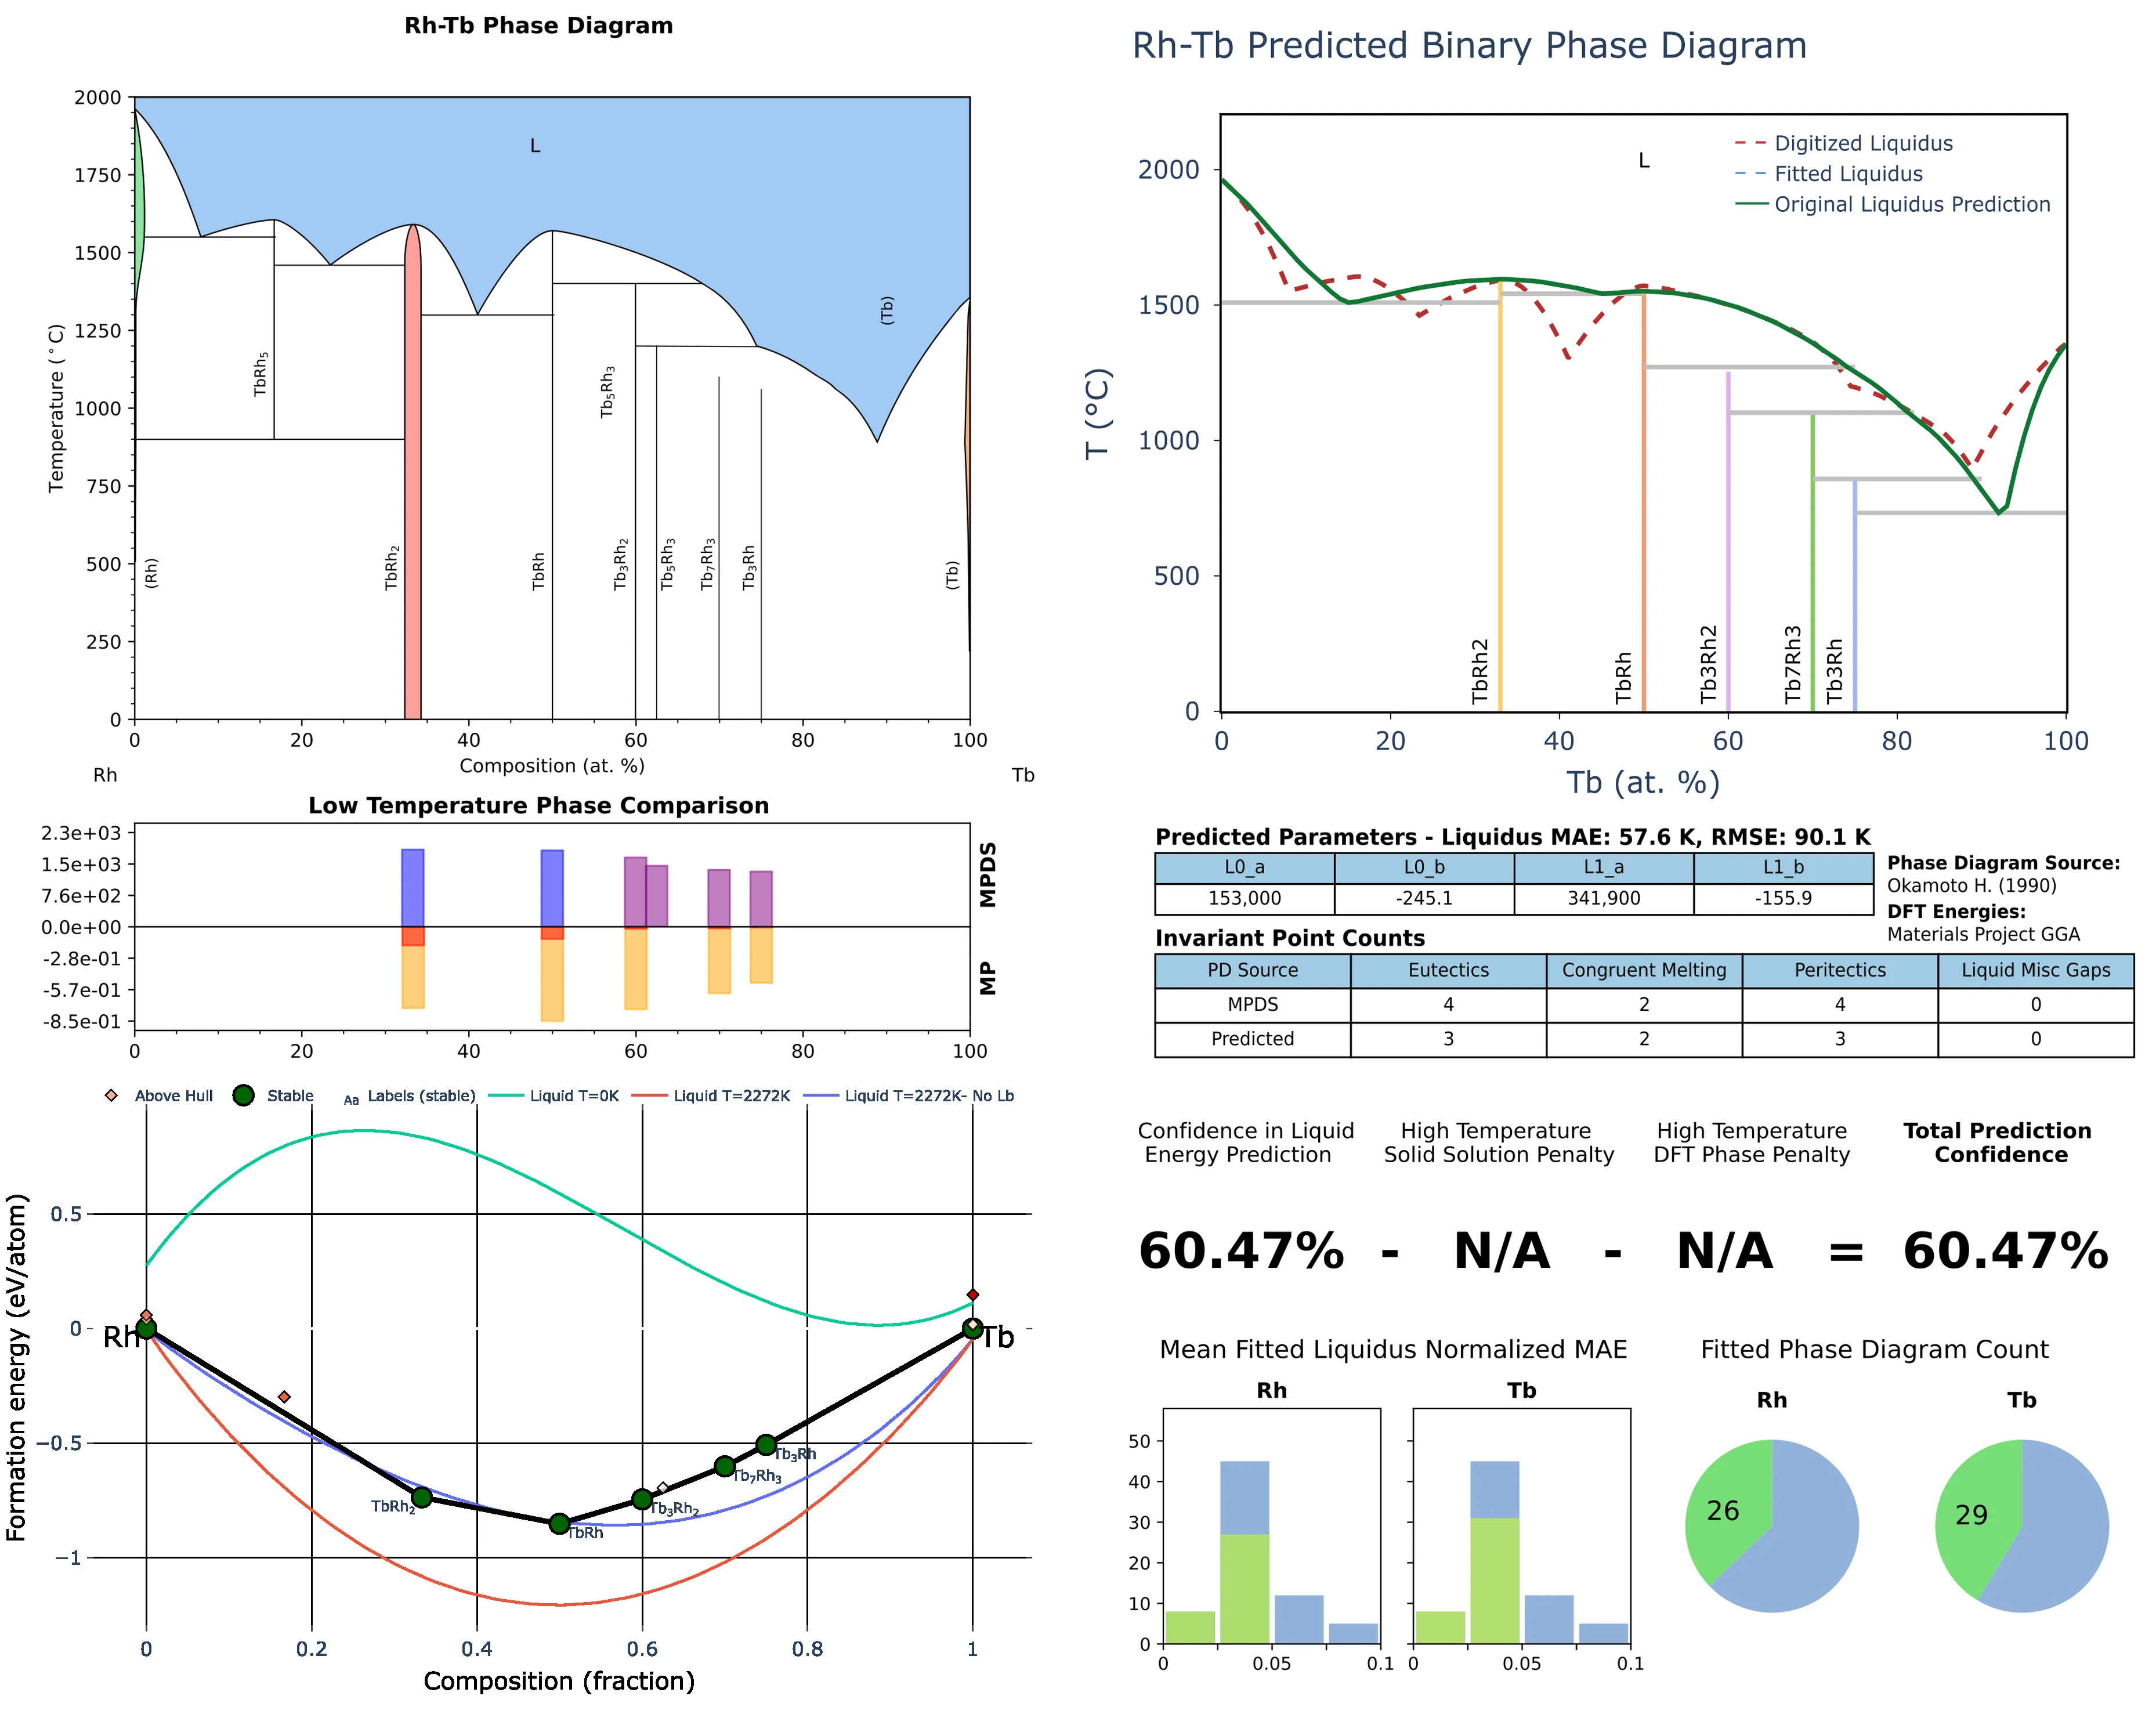 Rh-Tb Phase Diagram
2000
1750
1500
1250
1000
750
500
250
0
Temperature (°C)
L
(Tb)
TbRh5
Tb5Rh3
(Rh)
TbRh2
TbRh
Tb3Rh2
Tb5Rh3
Tb7Rh3
Tb3Rh
(Tb)
0 20 40 60 80 100
Composition (at. %)
Rh Tb
Rh-Tb Predicted Binary Phase Diagram
L
Digitized Liquidus
Fitted Liquidus
Original Liquidus Prediction
2000
1500
1000
500
0
T (°C)
TbRh2
TbRh
Tb3Rh2
Tb7Rh3
Tb3Rh
0 20 40 60 80 100
Tb (at. %)
Low Temperature Phase Comparison
2.3e+03
1.5e+03
7.6e+02
0.0e+00
-2.8e-01
-5.7e-01
-8.5e-01
MPDS
MP
0 20 40 60 80 100
Predicted Parameters - Liquidus MAE: 57.6 K, RMSE: 90.1 K
L0_a L0_b L1_a L1_b
153,000 -245.1 341,900 -155.9
Phase Diagram Source:
Okamoto H. (1990)
DFT Energies:
Materials Project GGA
Invariant Point Counts
PD Source Eutectics Congruent Melting Peritectics Liquid Misc Gaps
MPDS 4 2 4 0
Predicted 3 2 3 0
Above Hull Stable Aa Labels (stable) Liquid T=0K Liquid T=2272K Liquid T=2272K- No Lb
0.5
0
−0.5
−1
Formation energy (eV/atom)
Rh
Tb
TbRh2
TbRh
Tb3Rh2
Tb7Rh3
Tb3Rh
0 0.2 0.4 0.6 0.8 1
Composition (fraction)
Confidence in Liquid
Energy Prediction
High Temperature
Solid Solution Penalty
High Temperature
DFT Phase Penalty
Total Prediction
Confidence
60.47% - N/A - N/A = 60.47%
Mean Fitted Liquidus Normalized MAE
Rh Tb
50
40
30
20
10
0
0 0.05 0.1
0 0.05 0.1
Fitted Phase Diagram Count
Rh Tb
26 29